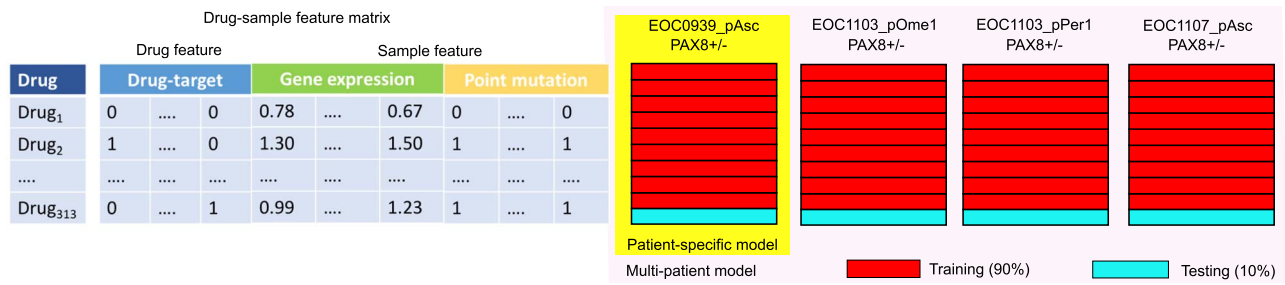 Drug-sample feature matrix
Drug feature
Sample feature
Drug Drug-target Gene expression Point mutation
Drug1 0 .... 0 0.78 .... 0.67 0 .... 0
Drug2 1 .... 0 1.30 .... 1.50 1 .... 1
.... .... .... .... .... .... .... .... .... ....
Drug313 0 .... 1 0.99 .... 1.23 1 .... 1
EOC0939_pAsc
PAX8+/-
EOC1103_pOme1
PAX8+/-
EOC1103_pPer1
PAX8+/-
EOC1107_pAsc
PAX8+/-
Patient-specific model
Multi-patient model
Training (90%)
Testing (10%)